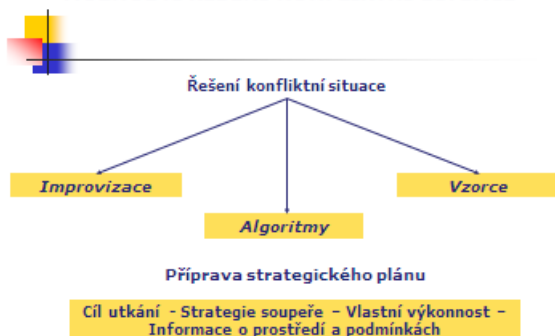 Řešení konfliktní situace
Improvizace
Vzorce
Algoritmy
Příprava strategického plánu
Cíl utkání - Strategie soupeře – Vlastní výkonnost –
Informace o prostředí a podmínkách